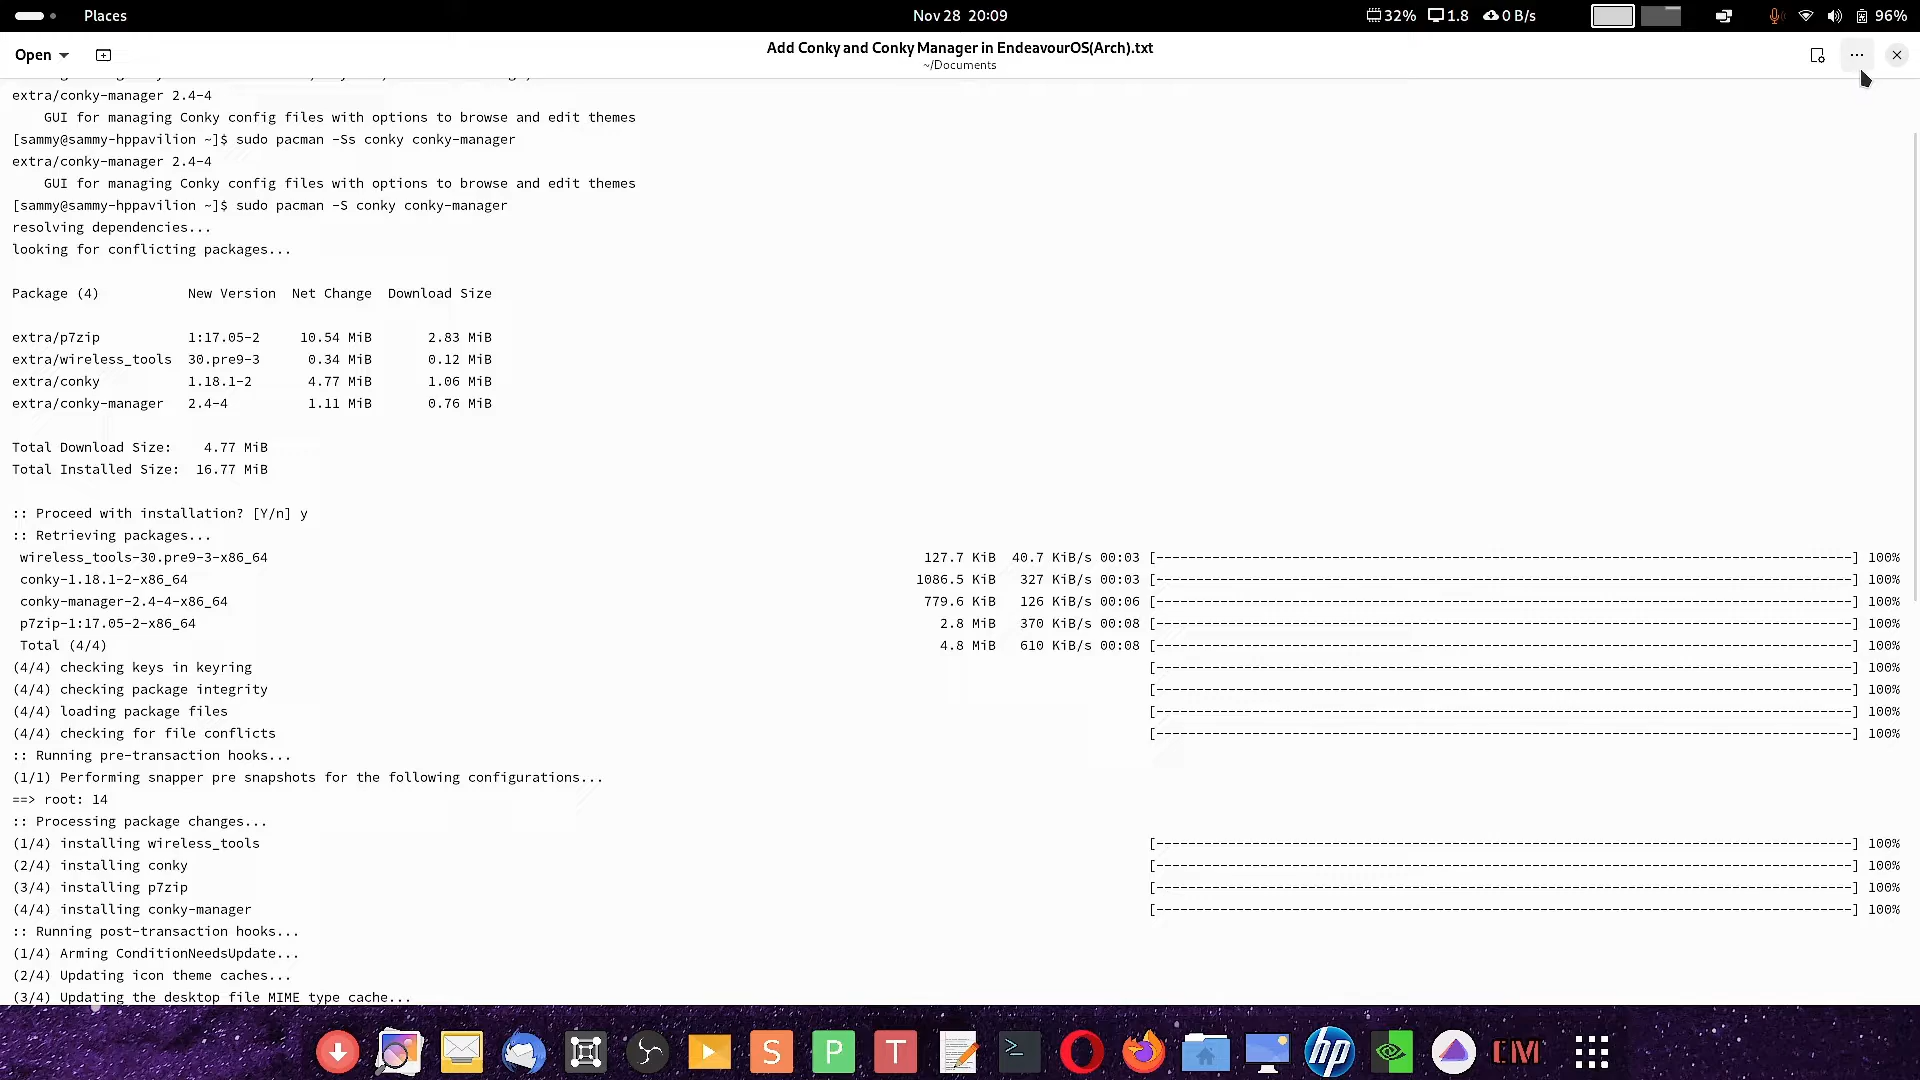 Places
Nov 28 20:09
32% 1.8 0 B/s 96%
Open
Add Conky and Conky Manager in EndeavourOS(Arch).txt
~/Documents
extra/conky-manager 2.4-4
GUI for managing Conky config files with options to browse and edit themes
[sammy@sammy-hppavilion ~]$ sudo pacman -Ss conky conky-manager
extra/conky-manager 2.4-4
GUI for managing Conky config files with options to browse and edit themes
[sammy@sammy-hppavilion ~]$ sudo pacman -S conky conky-manager
resolving dependencies...
looking for conflicting packages...
Package (4) New Version Net Change Download Size
extra/p7zip 1:17.05-2 10.54 MiB 2.83 MiB
extra/wireless_tools 30.pre9-3 0.34 MiB 0.12 MiB
extra/conky 1.18.1-2 4.77 MiB 1.06 MiB
extra/conky-manager 2.4-4 1.11 MiB 0.76 MiB
Total Download Size: 4.77 MiB
Total Installed Size: 16.77 MiB
:: Proceed with installation? [Y/n] y
:: Retrieving packages...
wireless_tools-30.pre9-3-x86_64 127.7 KiB 40.7 KiB/s 00:03 [----------------------------------------------------------------------------------------] 100%
conky-1.18.1-2-x86_64 1086.5 KiB 327 KiB/s 00:03 [----------------------------------------------------------------------------------------] 100%
conky-manager-2.4-4-x86_64 779.6 KiB 126 KiB/s 00:06 [----------------------------------------------------------------------------------------] 100%
p7zip-1:17.05-2-x86_64 2.8 MiB 370 KiB/s 00:08 [----------------------------------------------------------------------------------------] 100%
Total (4/4) 4.8 MiB 610 KiB/s 00:08 [----------------------------------------------------------------------------------------] 100%
(4/4) checking keys in keyring [----------------------------------------------------------------------------------------] 100%
(4/4) checking package integrity [----------------------------------------------------------------------------------------] 100%
(4/4) loading package files [----------------------------------------------------------------------------------------] 100%
(4/4) checking for file conflicts [----------------------------------------------------------------------------------------] 100%
:: Running pre-transaction hooks...
(1/1) Performing snapper pre snapshots for the following configurations...
==> root: 14
:: Processing package changes...
(1/4) installing wireless_tools [----------------------------------------------------------------------------------------] 100%
(2/4) installing conky [----------------------------------------------------------------------------------------] 100%
(3/4) installing p7zip [----------------------------------------------------------------------------------------] 100%
(4/4) installing conky-manager [----------------------------------------------------------------------------------------] 100%
:: Running post-transaction hooks...
(1/4) Arming ConditionNeedsUpdate...
(2/4) Updating icon theme caches...
(3/4) Updating the desktop file MIME type cache...
S P T hp CM